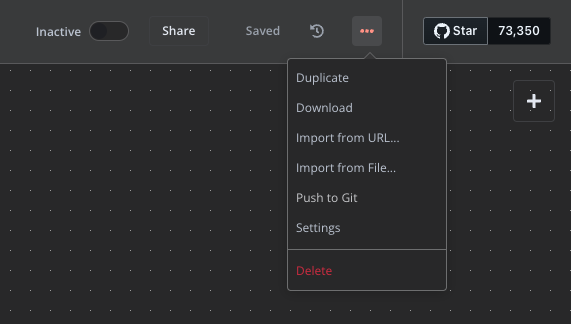 Inactive
Share
Saved
Star
73,350
Duplicate
Download
Import from URL...
Import from File...
Push to Git
Settings
Delete